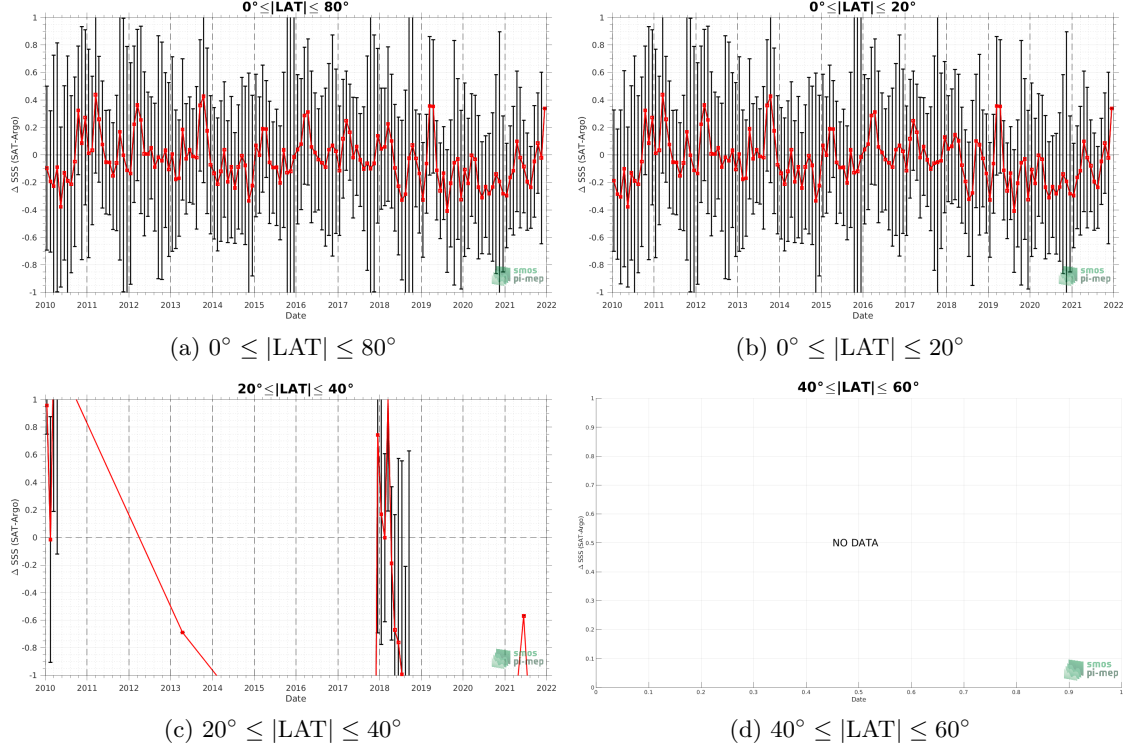 0°≤|LAT|≤ 80°
Δ SSS (SAT-Argo)
1
0.8
0.6
0.4
0.2
0
-0.2
-0.4
-0.6
-0.8
-1
2010 2011 2012 2013 2014 2015 2016 2017 2018 2019 2020 2021 2022
Date
smos
pi-mep
(a) 0° ≤ |LAT| ≤ 80°
0°≤|LAT|≤ 20°
Δ SSS (SAT-Argo)
1
0.8
0.6
0.4
0.2
0
-0.2
-0.4
-0.6
-0.8
-1
2010 2011 2012 2013 2014 2015 2016 2017 2018 2019 2020 2021 2022
Date
smos
pi-mep
(b) 0° ≤ |LAT| ≤ 20°
20°≤|LAT|≤ 40°
Δ SSS (SAT-Argo)
1
0.8
0.6
0.4
0.2
0
-0.2
-0.4
-0.6
-0.8
-1
2010 2011 2012 2013 2014 2015 2016 2017 2018 2019 2020 2021 2022
Date
smos
pi-mep
(c) 20° ≤ |LAT| ≤ 40°
40°≤|LAT|≤ 60°
Δ SSS (SAT-Argo)
1
0.9
0.8
0.7
0.6
0.5
0.4
0.3
0.2
0.1
0
NO DATA
0 0.1 0.2 0.3 0.4 0.5 0.6 0.7 0.8 0.9 1
Date
smos
pi-mep
(d) 40° ≤ |LAT| ≤ 60°